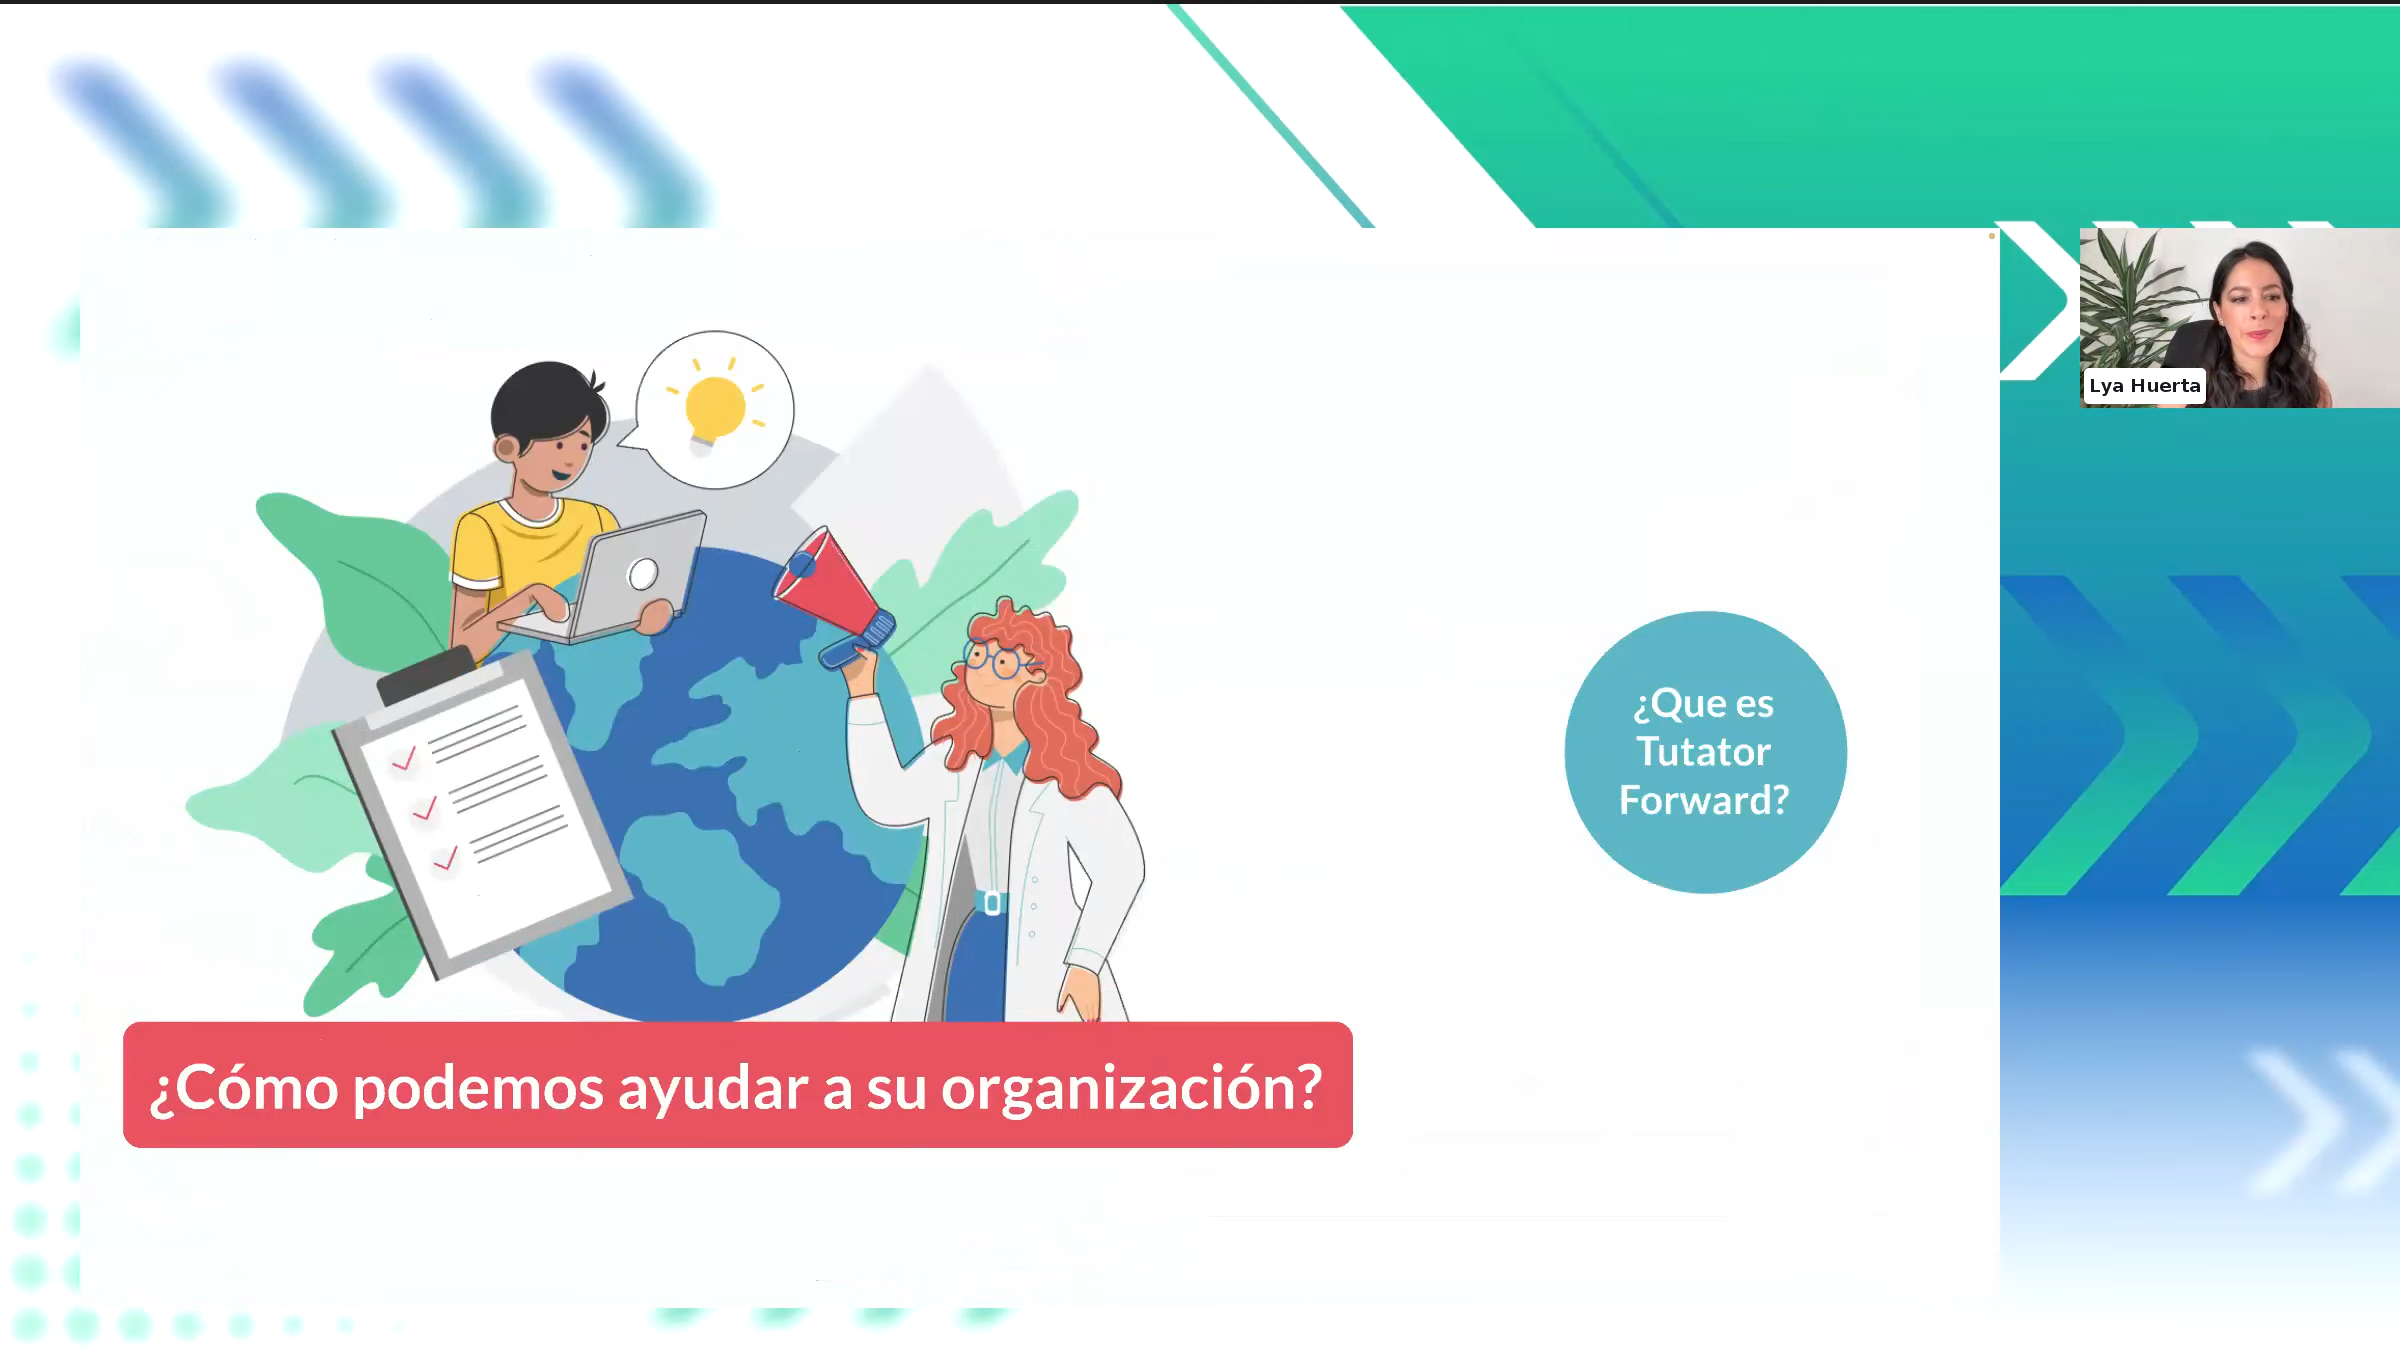 Lya Huerta
¿Que es
Tutator
Forward?
¿Cómo podemos ayudar a su organización?